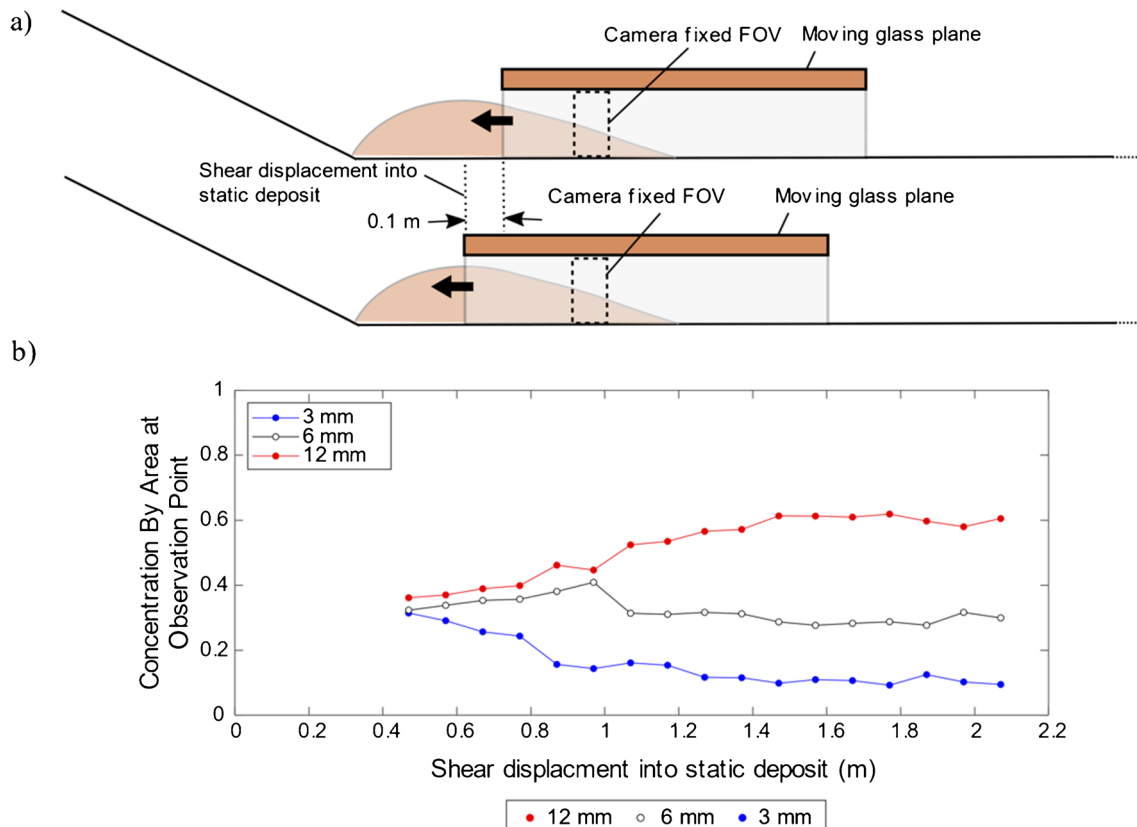 a)
Camera fixed FOV
Moving glass plane
Shear displacement into
static deposit
0.1 m
Camera fixed FOV
Moving glass plane
b)
Concentration By Area at
Observation Point
1
0.8
0.6
0.4
0.2
0
3 mm
6 mm
12 mm
0 0.2 0.4 0.6 0.8 1 1.2 1.4 1.6 1.8 2 2.2
Shear displacment into static deposit (m)
12 mm 6 mm 3 mm